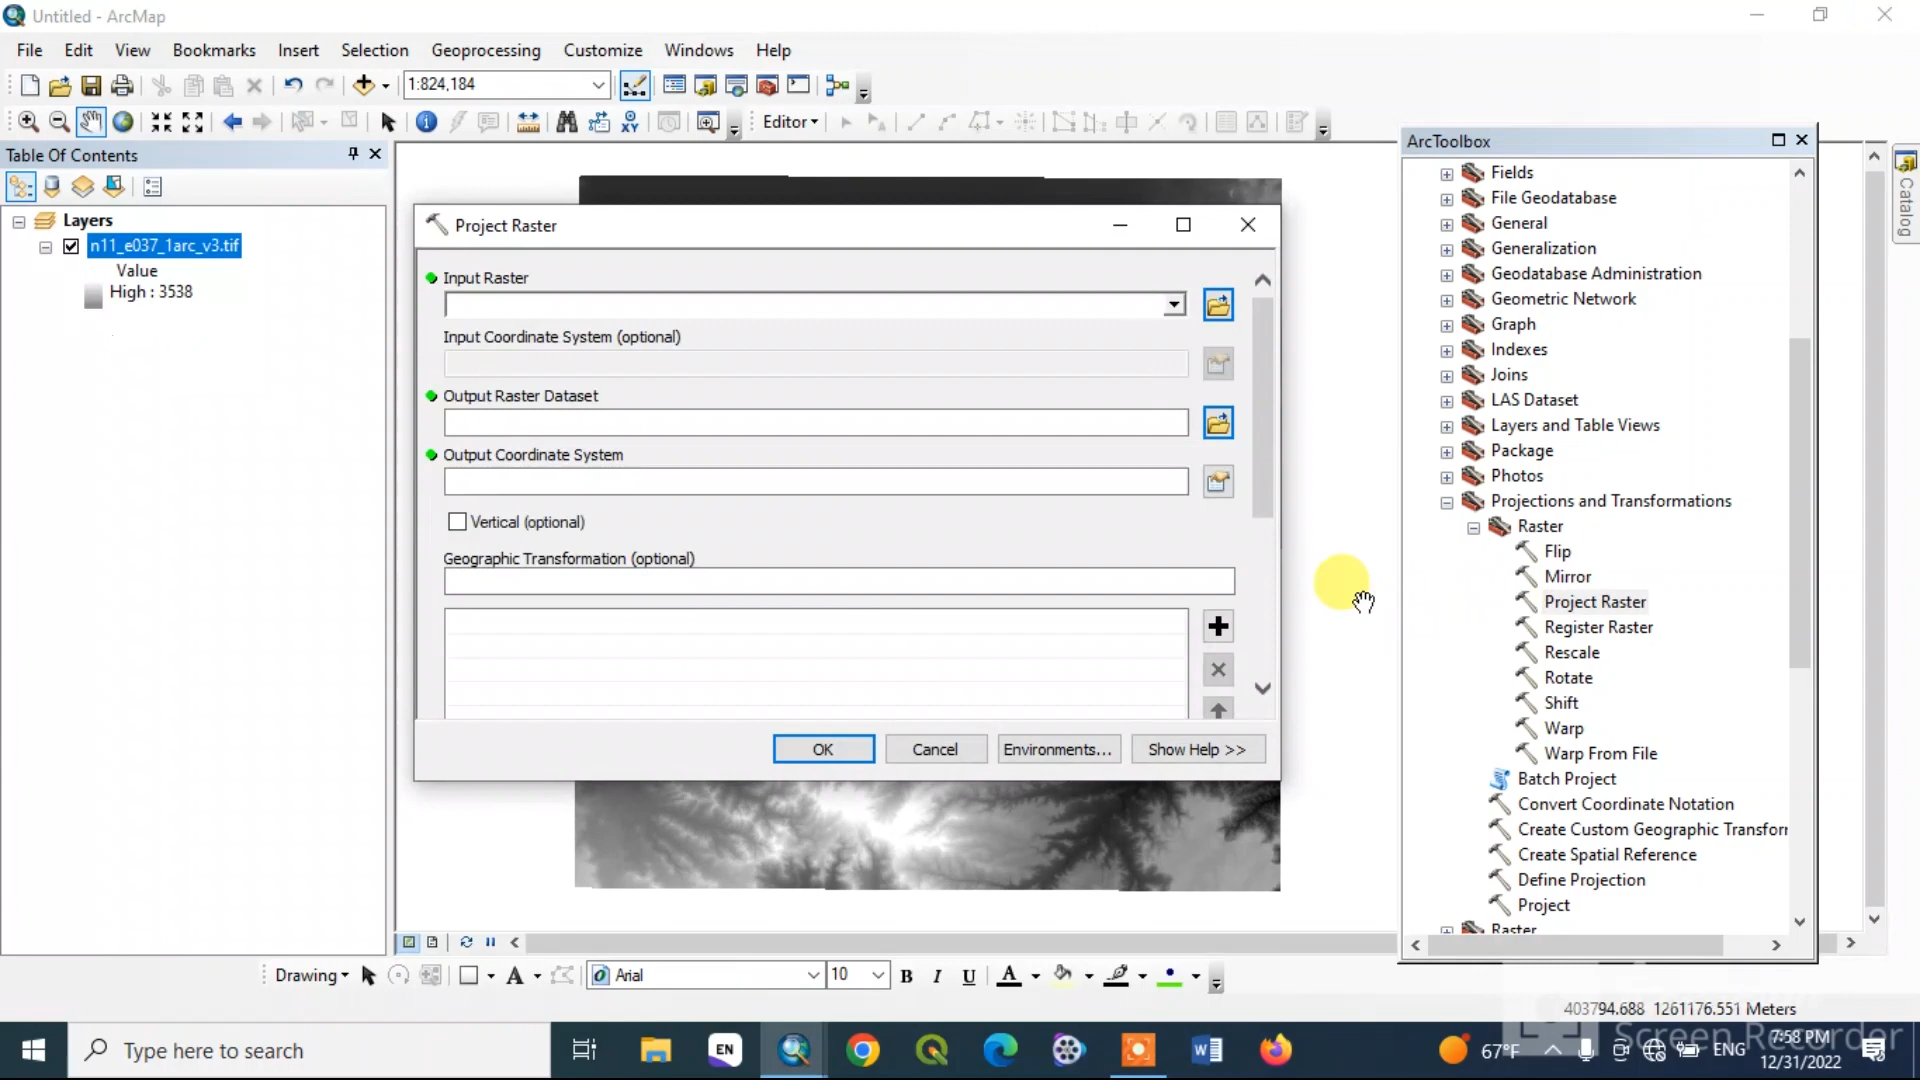 Untitled - ArcMap
File Edit View Bookmarks Insert Selection Geoprocessing Customize Windows Help
1:824,184
Editor
Table Of Contents
Layers
n11_e037_1arc_v3.tif
Value
High : 3538
Project Raster
Input Raster
Input Coordinate System (optional)
Output Raster Dataset
Output Coordinate System
Vertical (optional)
Geographic Transformation (optional)
OK Cancel Environments... Show Help >>
ArcToolbox
Fields
File Geodatabase
General
Generalization
Geodatabase Administration
Geometric Network
Graph
Indexes
Joins
LAS Dataset
Layers and Table Views
Package
Photos
Projections and Transformations
Raster
Flip
Mirror
Project Raster
Register Raster
Rescale
Rotate
Shift
Warp
Warp From File
Batch Project
Convert Coordinate Notation
Create Custom Geographic Transforr
Create Spatial Reference
Define Projection
Project
Raster
Catalog
Drawing A Arial 10 B I U A
403794.688 1261176.551 Meters
Screen Recorder
Type here to search
EN
W
67°F
ENG
7:58 PM
12/31/2022